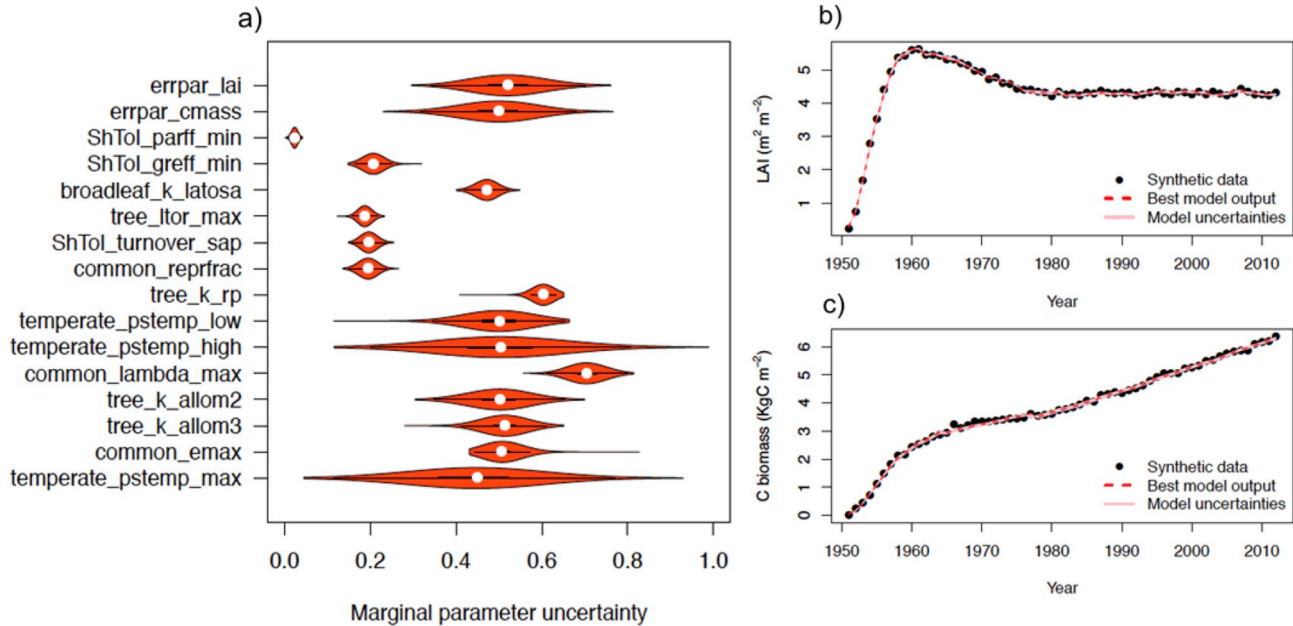 a)
errpar_lai
errpar_cmass
ShTol_parff_min
ShTol_greff_min
broadleaf_k_latosa
tree_ltor_max
ShTol_turnover_sap
common_reprfrac
tree_k_rp
temperate_pstemp_low
temperate_pstemp_high
common_lambda_max
tree_k_allom2
tree_k_allom3
common_emax
temperate_pstemp_max
0.0 0.2 0.4 0.6 0.8 1.0
Marginal parameter uncertainty
b)
LAI (m² m⁻²)
5
4
3
2
1
Synthetic data
Best model output
Model uncertainties
1950 1960 1970 1980 1990 2000 2010
Year
c)
C biomass (KgC m⁻²)
6
5
4
3
2
1
0
Synthetic data
Best model output
Model uncertainties
1950 1960 1970 1980 1990 2000 2010
Year